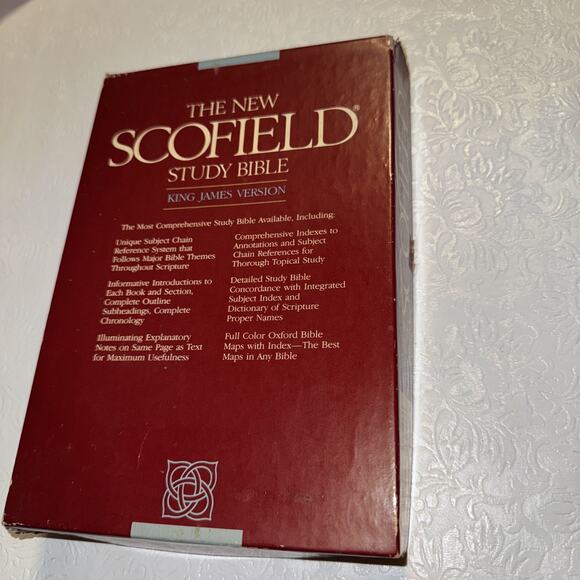 THE NEW
SCOFIELD®
STUDY BIBLE
KING JAMES VERSION
The Most Comprehensive Study Bible Available, Including:
Unique Subject Chain
Reference System that
Follows Major Bible Themes
Throughout Scripture
Informative Introductions to
Each Book and Section,
Complete Outline
Subheadings, Complete
Chronology
Illuminating Explanatory
Notes on Same Page as Text
for Maximum Usefulness
Comprehensive Indexes to
Annotations and Subject
Chain References for
Thorough Topical Study
Detailed Study Bible
Concordance with Integrated
Subject Index and
Dictionary of Scripture
Proper Names
Full Color Oxford Bible
Maps with Index—The Best
Maps in Any Bible